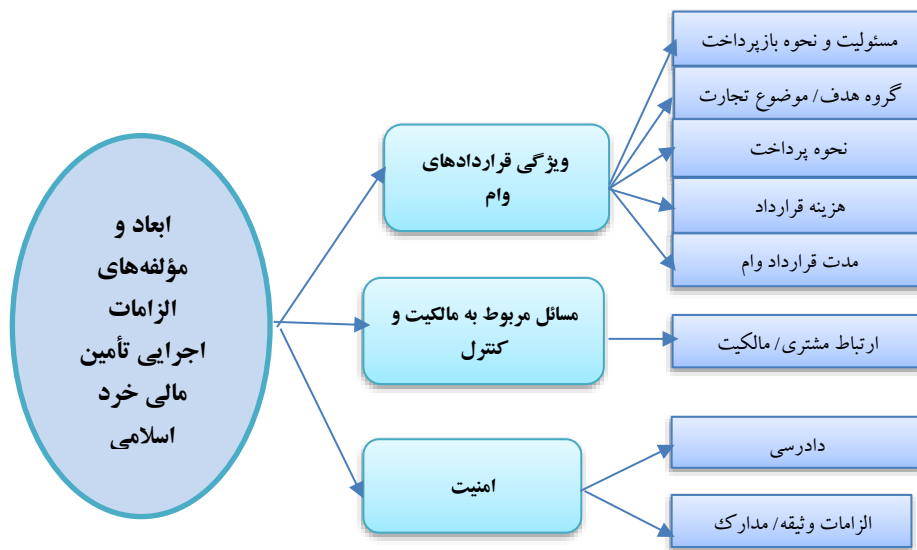 ابعاد و
مؤلفه‌های
الزامات
اجرایی تأمین
مالی خرد
اسلامی
ویژگی قراردادهای
وام
مسئولیت و نحوه بازپرداخت
گروه هدف/ موضوع تجارت
نحوه پرداخت
هزینه قرارداد
مدت قرارداد وام
مسائل مربوط به مالکیت و
کنترل
ارتباط مشتری/ مالکیت
امنیت
دادرسی
الزامات وثیقه/ مدارک